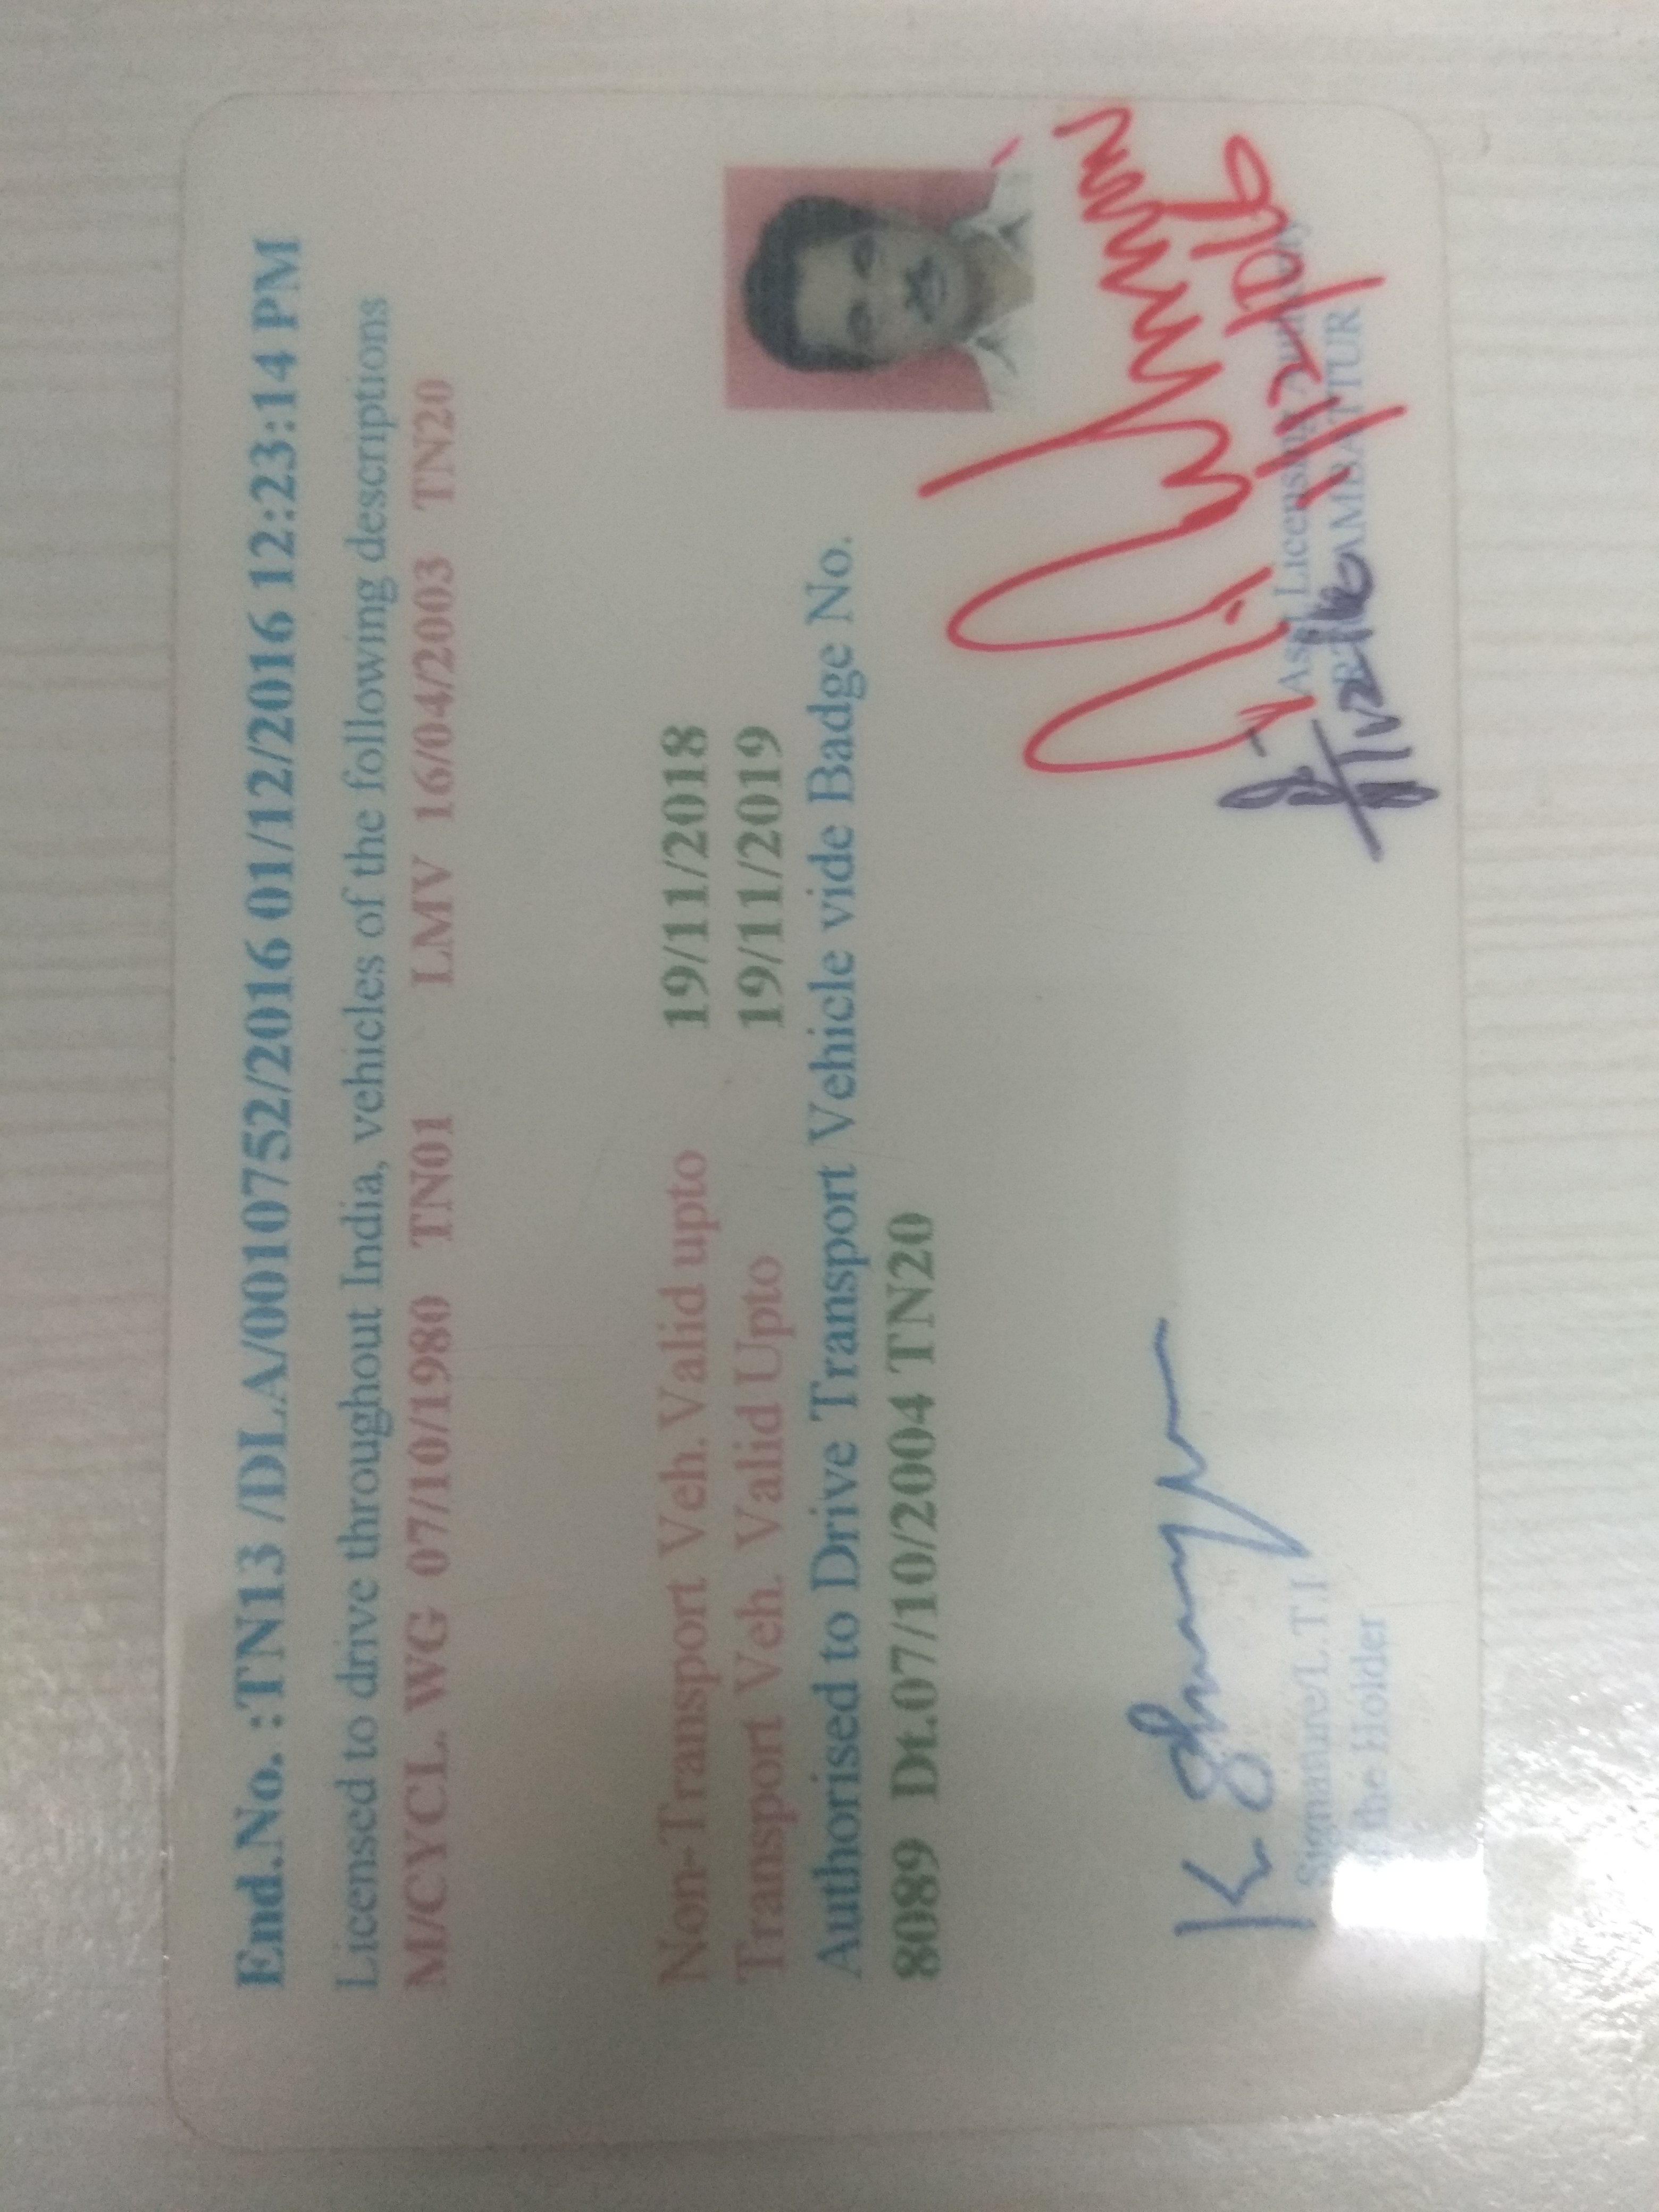 End.No. :TN13 /DLA/0010752/2016 01/12/2016 12:23:14 PM
Licensed to drive throughout India, vehicles of the following descriptions
M/CYCL. WG 07/10/1980 TN01 LMV 16/04/2003 TN20
Non-Transport Veh. Valid upto 19/11/2018
Transport Veh. Valid Upto 19/11/2019
Authorised to Drive Transport Vehicle vide Badge No.
8089 Dt.07/10/2004 TN20
K
Signature/L.T.I
the Holder
Asst Licensing Authority
AMBATTUR